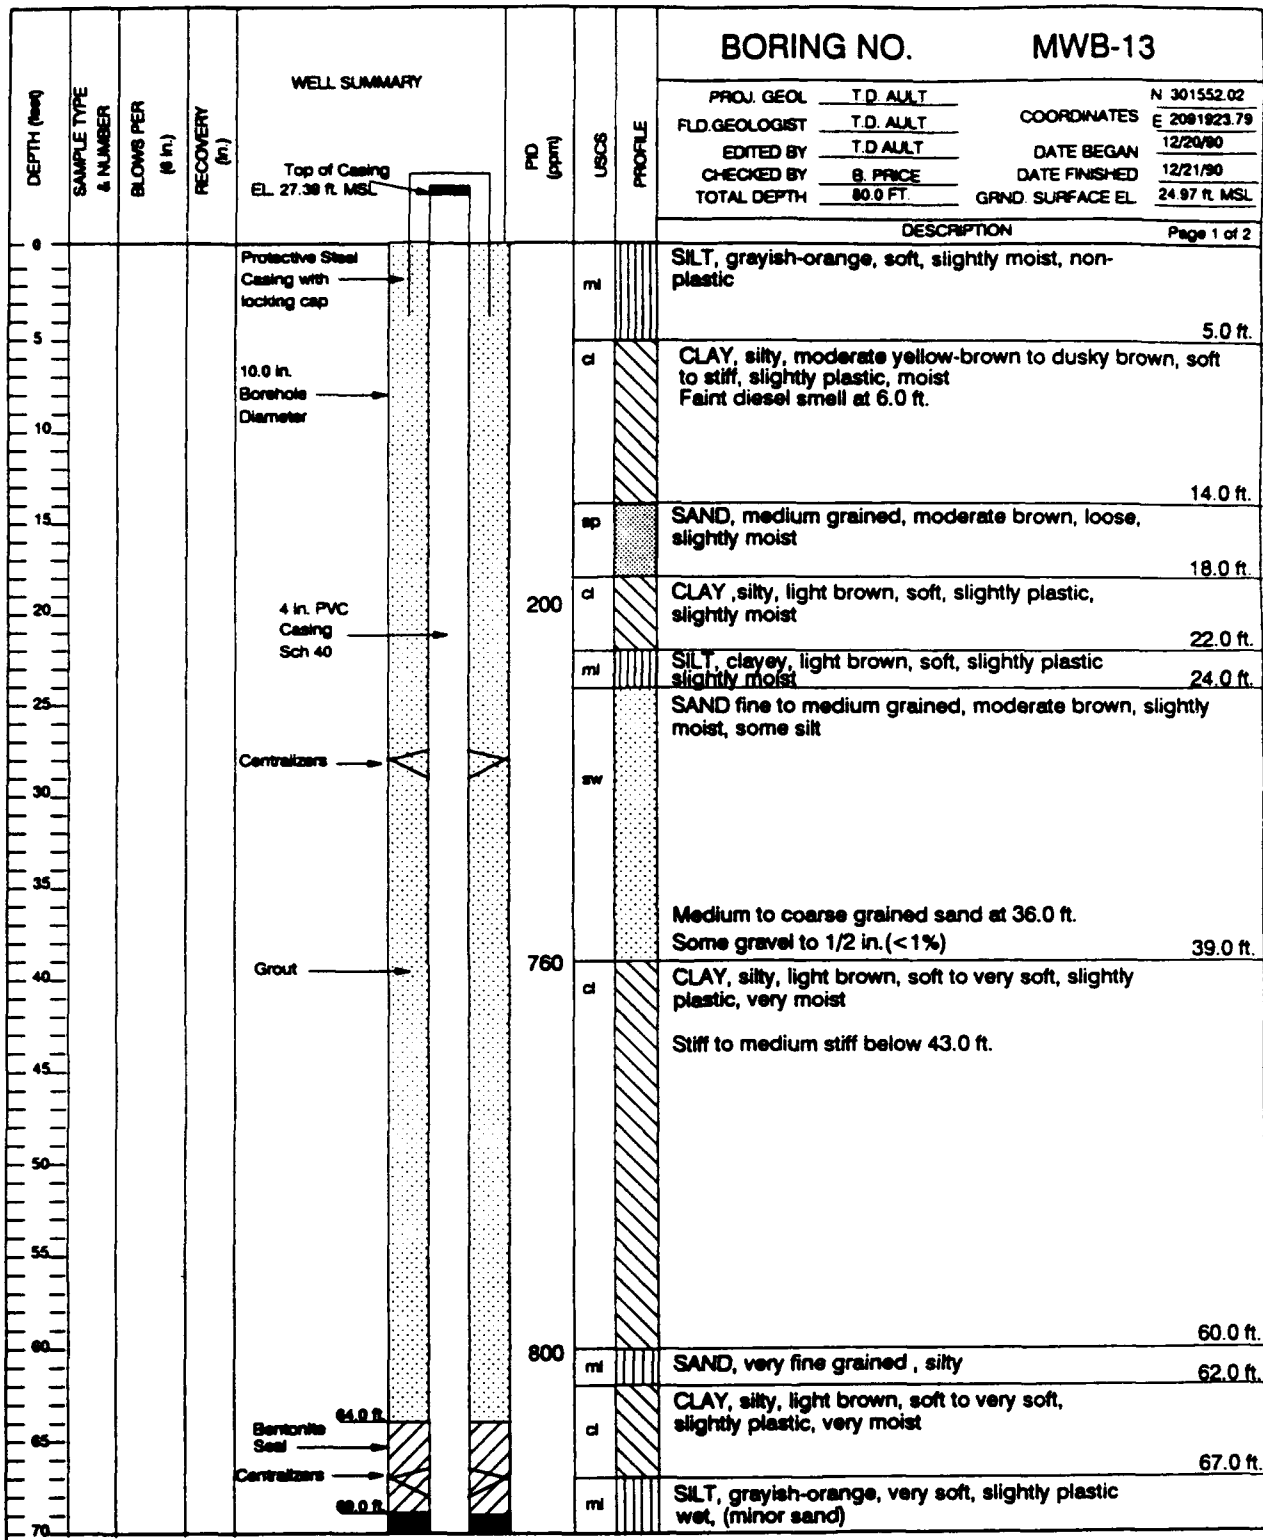 BORING NO. MWB-13
DEPTH (feet)
SAMPLE TYPE
& NUMBER
BLOWS PER
(6 in.)
RECOVERY
(in.)
WELL SUMMARY
Top of Casing
EL. 27.39 ft. MSL
PID
(ppm)
USCS
PROFILE
PROJ. GEOL T.D. AULT
FLD.GEOLOGIST T.D. AULT
EDITED BY T.D AULT
CHECKED BY B. PRICE
TOTAL DEPTH 80.0 FT.
COORDINATES N 301552.02
E 2091923.79
DATE BEGAN 12/20/90
DATE FINISHED 12/21/90
GRND. SURFACE EL 24.97 ft. MSL
DESCRIPTION Page 1 of 2
0
Protective Steel
Casing with
locking cap
ml
SILT, grayish-orange, soft, slightly moist, non-
plastic
5.0 ft.
5
10.0 in.
Borehole
Diameter
cl
CLAY, silty, moderate yellow-brown to dusky brown, soft
to stiff, slightly plastic, moist
Faint diesel smell at 6.0 ft.
10
14.0 ft.
15
sp
SAND, medium grained, moderate brown, loose,
slightly moist
18.0 ft.
20
4 in. PVC
Casing
Sch 40
200
cl
CLAY ,silty, light brown, soft, slightly plastic,
slightly moist
22.0 ft.
ml
SILT, clayey, light brown, soft, slightly plastic
slightly moist
24.0 ft.
25
SAND fine to medium grained, moderate brown, slightly
moist, some silt
Centralizers
sw
30
35
Medium to coarse grained sand at 36.0 ft.
Some gravel to 1/2 in.(<1%)
39.0 ft.
Grout
760
40
cl
CLAY, silty, light brown, soft to very soft, slightly
plastic, very moist
Stiff to medium stiff below 43.0 ft.
45
50
55
60.0 ft.
60
800
ml
SAND, very fine grained , silty
62.0 ft.
64.0 ft
Bentonite
Seal
65
cl
CLAY, silty, light brown, soft to very soft,
slightly plastic, very moist
67.0 ft.
Centralizers
69.0 ft.
ml
SILT, grayish-orange, very soft, slightly plastic
wet, (minor sand)
70